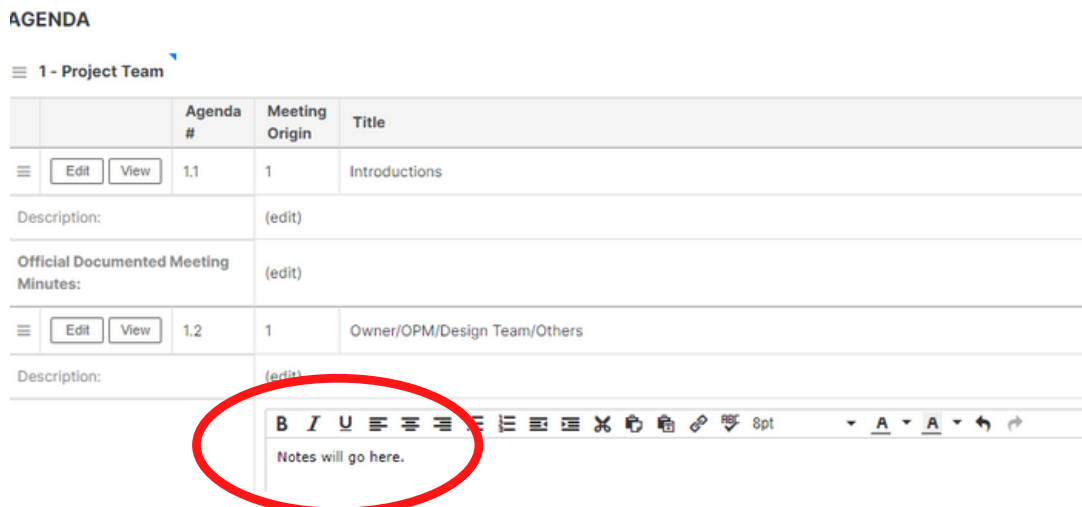 AGENDA
1 - Project Team
Agenda # Meeting Origin Title
Edit View 1.1 1 Introductions
Description: (edit)
Official Documented Meeting Minutes: (edit)
Edit View 1.2 1 Owner/OPM/Design Team/Others
Description: (edit)
B I U ABC 8pt A A
Notes will go here.